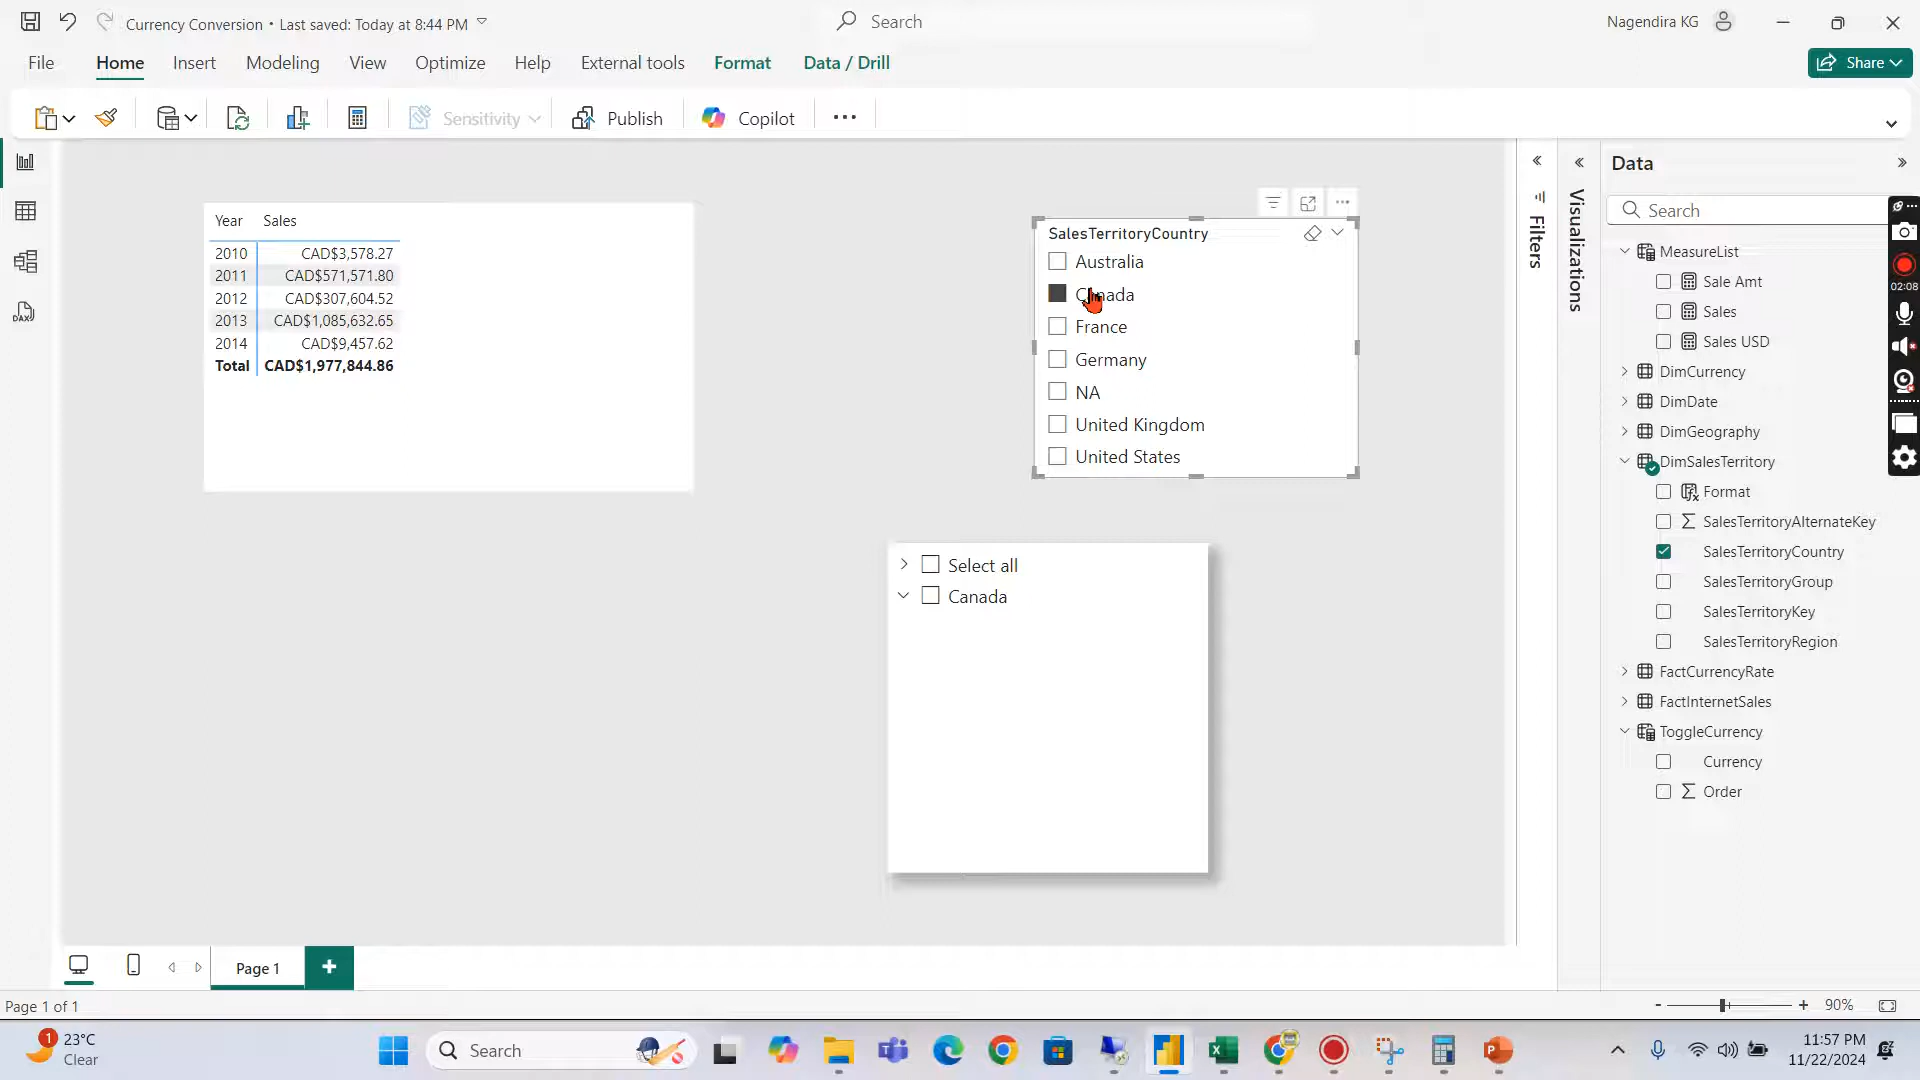 Currency Conversion • Last saved: Today at 8:44 PM
Search
Nagendira KG
File
Home
Insert
Modeling
View
Optimize
Help
External tools
Format
Data / Drill
Share
Sensitivity
Publish
Copilot
Year Sales
2010 CAD$3,578.27
2011 CAD$571,571.80
2012 CAD$307,604.52
2013 CAD$1,085,632.65
2014 CAD$9,457.62
Total CAD$1,977,844.86
SalesTerritoryCountry
Australia
Canada
France
Germany
NA
United Kingdom
United States
Select all
Canada
Filters
Visualizations
Data
Search
MeasureList
Sale Amt
Sales
Sales USD
DimCurrency
DimDate
DimGeography
DimSalesTerritory
Format
SalesTerritoryAlternateKey
SalesTerritoryCountry
SalesTerritoryGroup
SalesTerritoryKey
SalesTerritoryRegion
FactCurrencyRate
FactInternetSales
ToggleCurrency
Currency
Order
02:08
DAX
Page 1
Page 1 of 1
- + 90%
1
23°C
Clear
Search
11:57 PM
11/22/2024